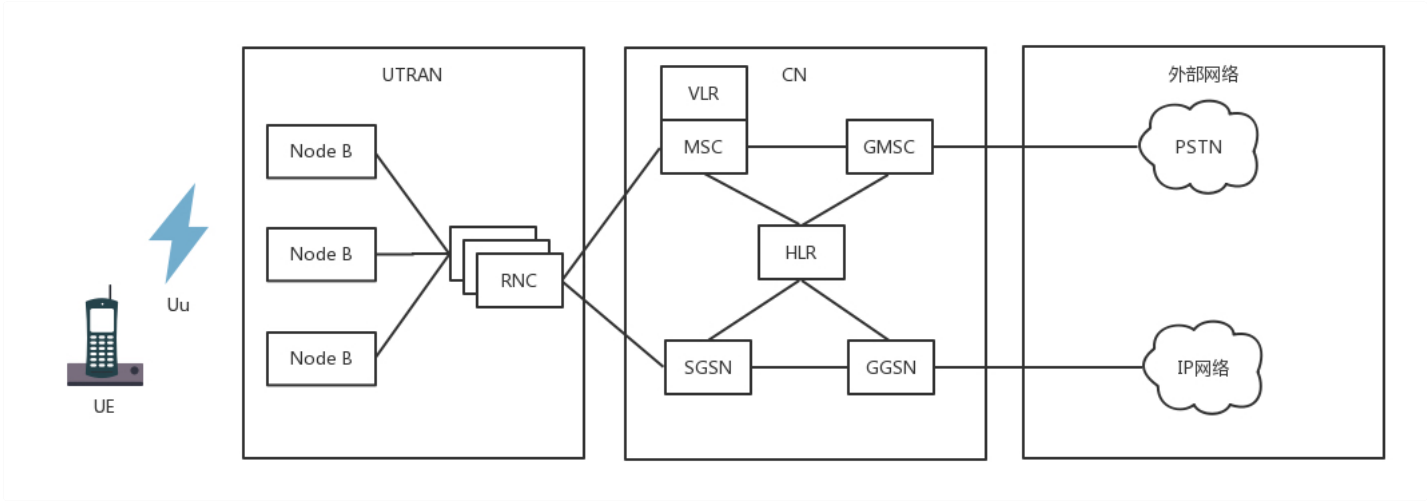 UTRAN
CN
外部网络
VLR
Node B
MSC
GMSC
PSTN
Node B
HLR
RNC
Uu
Node B
SGSN
GGSN
IP网络
UE